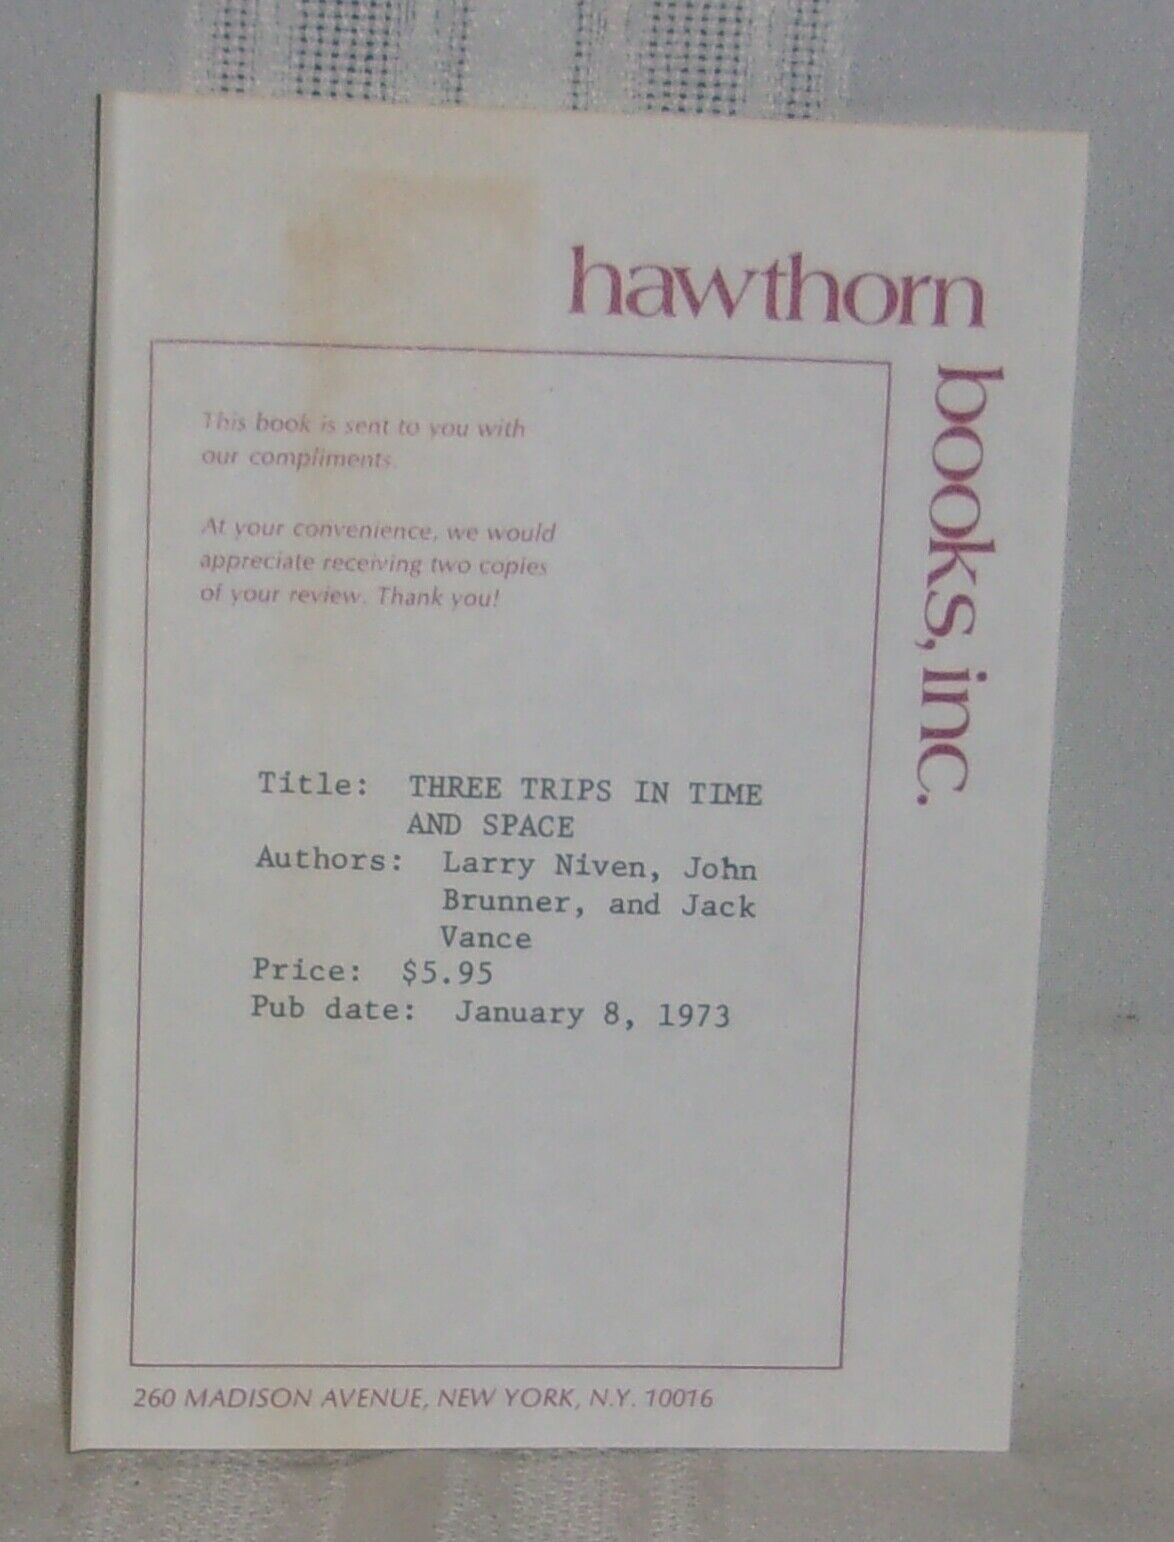 hawthorn
books, inc.
This book is sent to you with
our compliments.
At your convenience, we would
appreciate receiving two copies
of your review. Thank you!
Title: THREE TRIPS IN TIME
AND SPACE
Authors: Larry Niven, John
Brunner, and Jack
Vance
Price: $5.95
Pub date: January 8, 1973
260 MADISON AVENUE, NEW YORK, N.Y. 10016